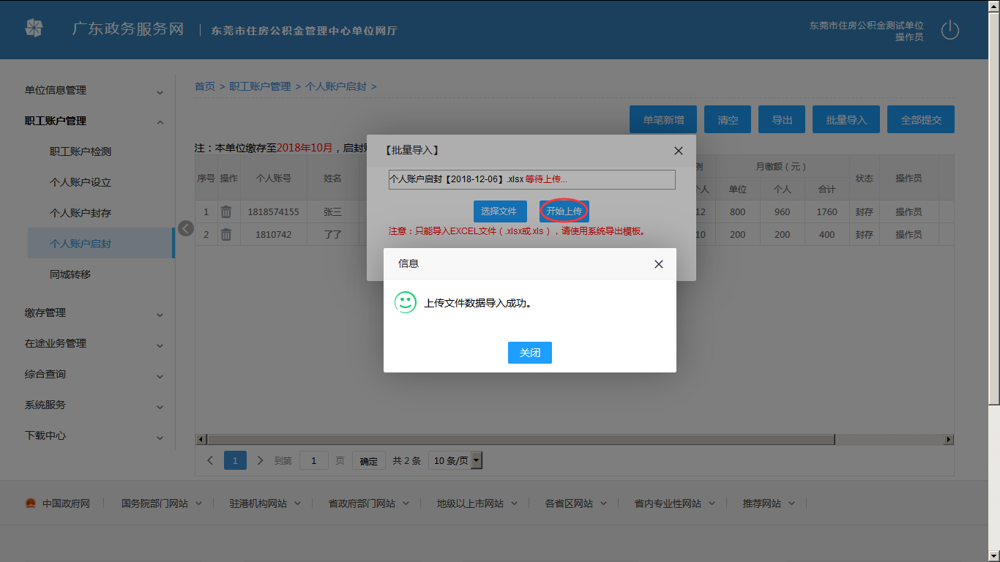 广东政务服务网 | 东莞市住房公积金管理中心单位网厅
东莞市住房公积金测试单位
操作员
单位信息管理
职工账户管理
职工账户检测
个人账户设立
个人账户封存
个人账户启封
同城转移
缴存管理
在途业务管理
综合查询
系统服务
下载中心
首页 > 职工账户管理 > 个人账户启封 >
单笔新增 清空 导出 批量导入 全部提交
注：本单位缴存至2018年10月，启封
序号 操作 个人账号 姓名 例 月缴额（元） 状态 操作员
个人 单位 个人 合计
1 1818574155 张三 12 800 960 1760 封存 操作员
2 1810742 了了 10 200 200 400 封存 操作员
【批量导入】
个人账户启封【2018-12-06】.xlsx 等待上传...
选择文件 开始上传
注意：只能导入EXCEL文件（.xlsx或.xls），请使用系统导出模板。
信息
上传文件数据导入成功。
关闭
1 到第 1 页 确定 共 2 条 10 条/页
中国政府网 国务院部门网站 驻港机构网站 省政府部门网站 地级以上市网站 各省区网站 省内专业性网站 推荐网站